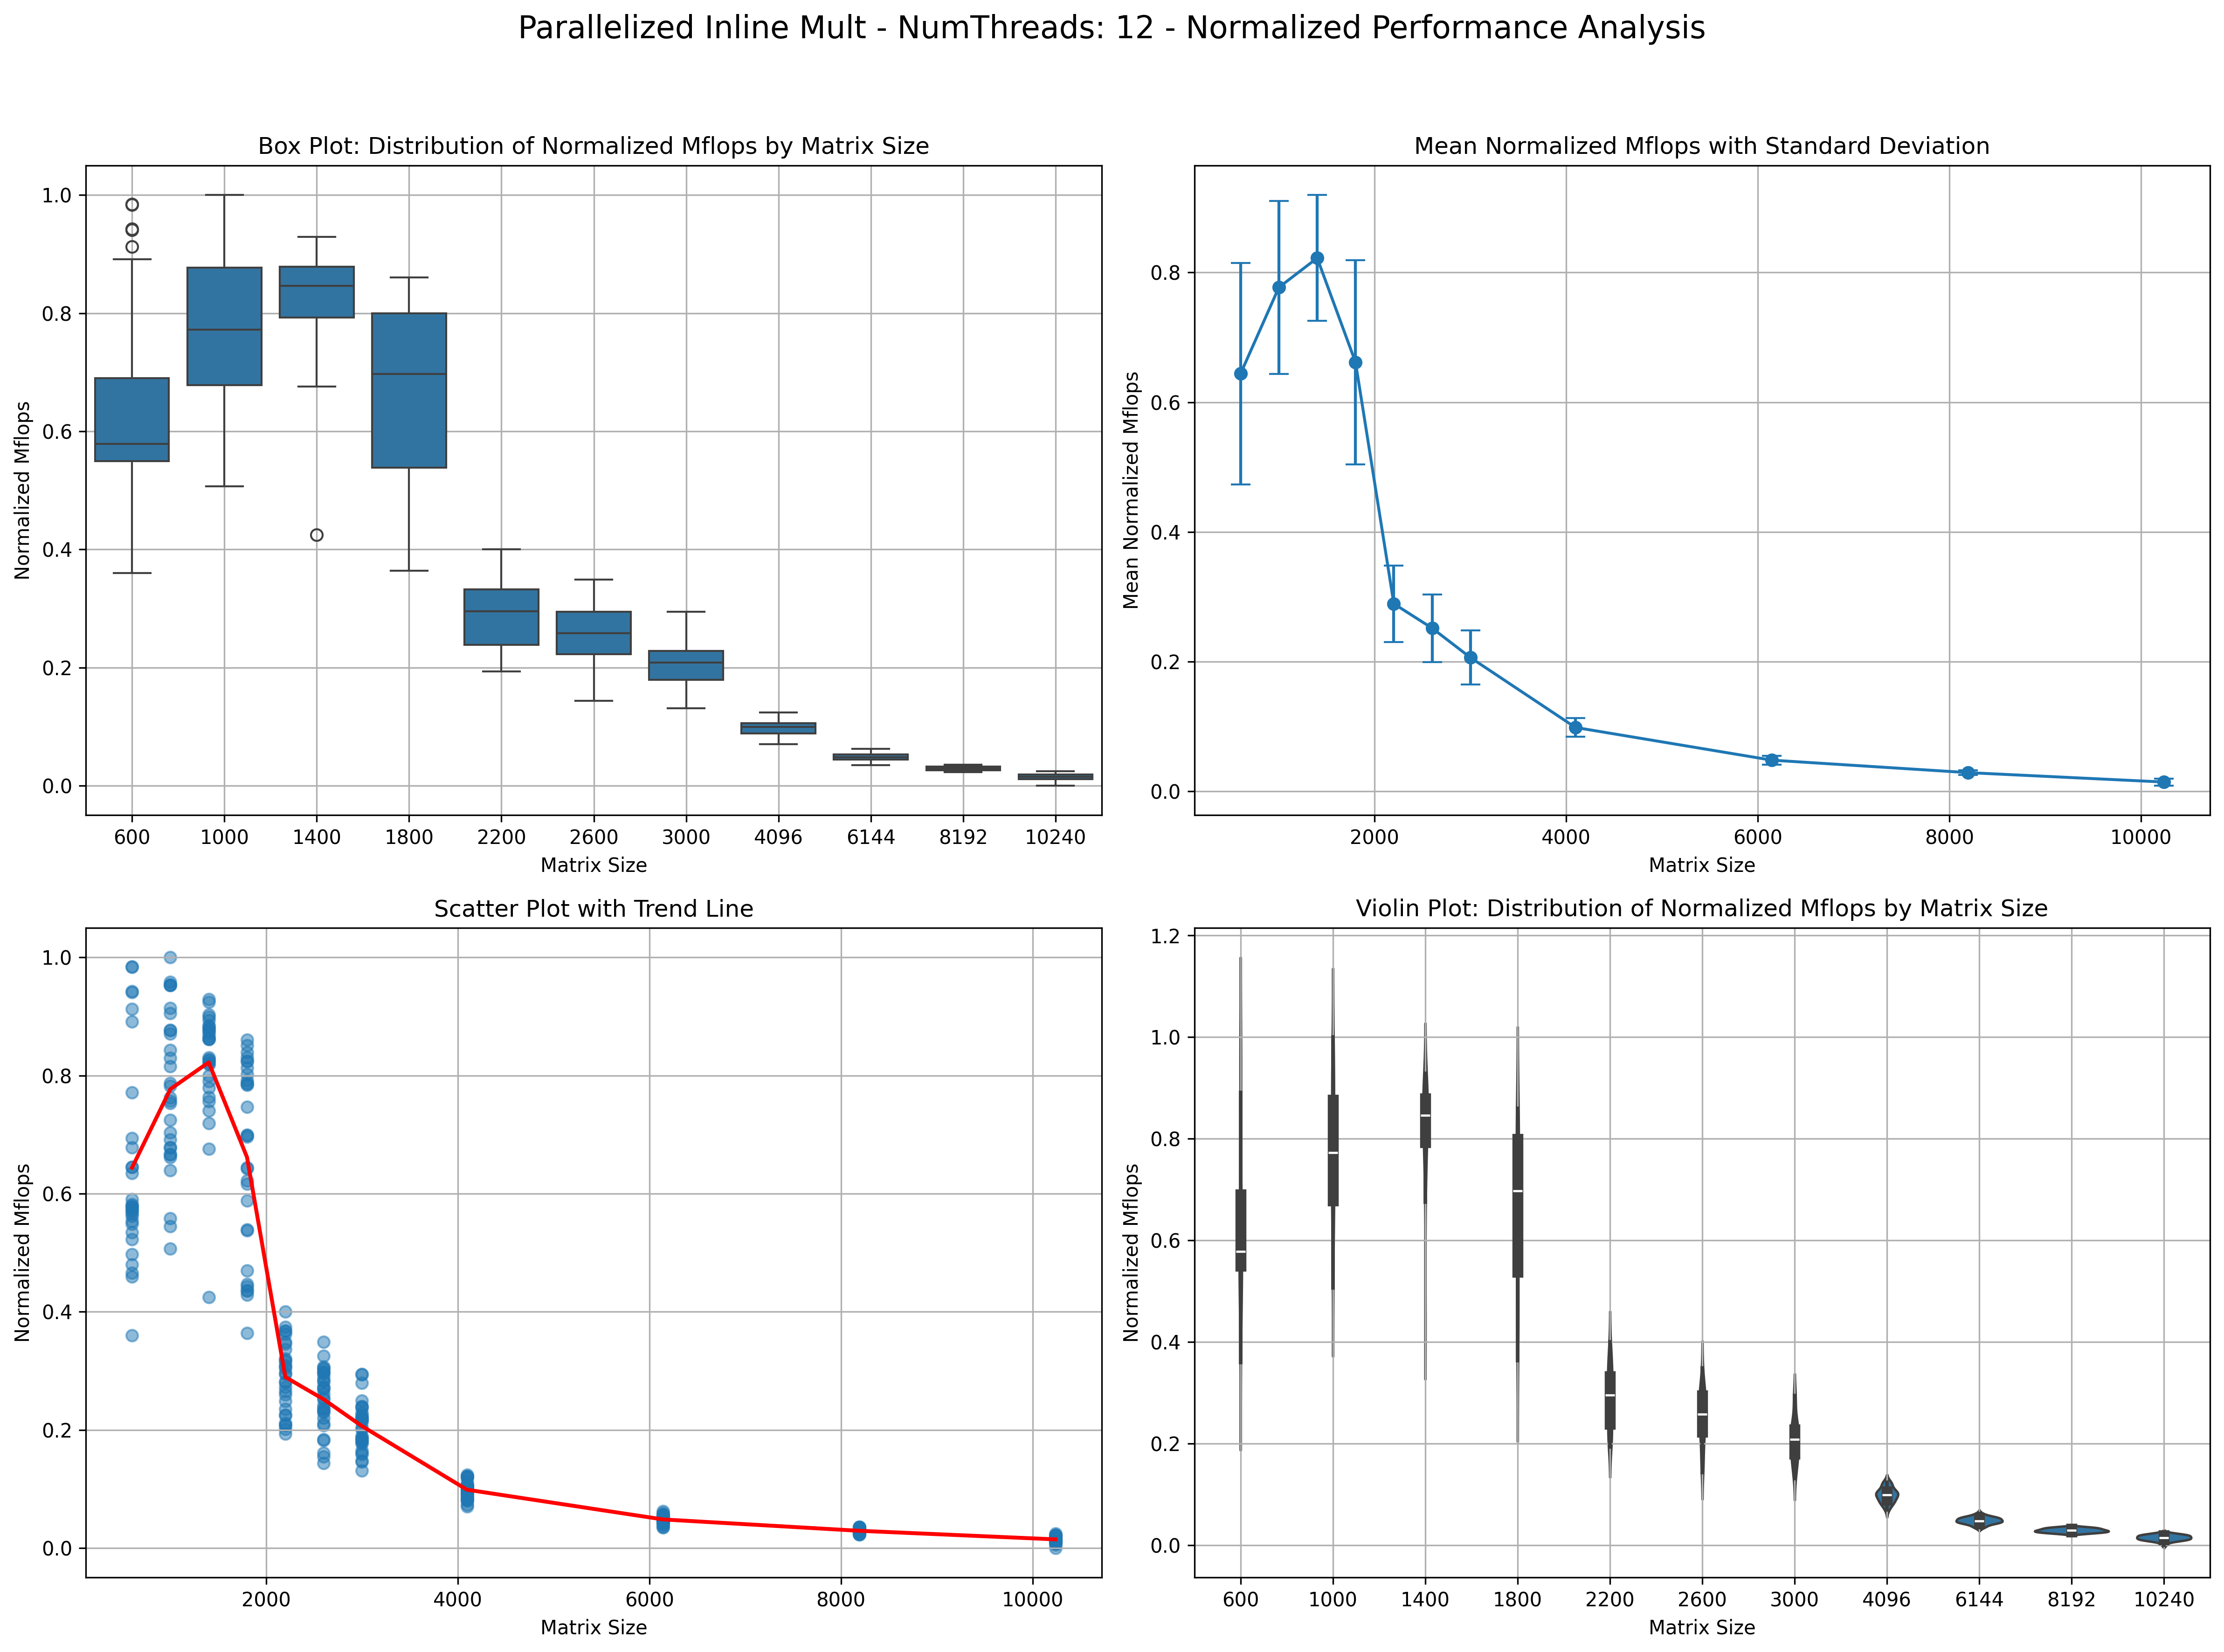 Parallelized Inline Mult - NumThreads: 12 - Normalized Performance Analysis
Box Plot: Distribution of Normalized Mflops by Matrix Size
Normalized Mflops
1.0
0.8
0.6
0.4
0.2
0.0
600 1000 1400 1800 2200 2600 3000 4096 6144 8192 10240
Matrix Size
Mean Normalized Mflops with Standard Deviation
Mean Normalized Mflops
0.8
0.6
0.4
0.2
0.0
2000 4000 6000 8000 10000
Matrix Size
Scatter Plot with Trend Line
Normalized Mflops
1.0
0.8
0.6
0.4
0.2
0.0
2000 4000 6000 8000 10000
Matrix Size
Violin Plot: Distribution of Normalized Mflops by Matrix Size
Normalized Mflops
1.2
1.0
0.8
0.6
0.4
0.2
0.0
600 1000 1400 1800 2200 2600 3000 4096 6144 8192 10240
Matrix Size